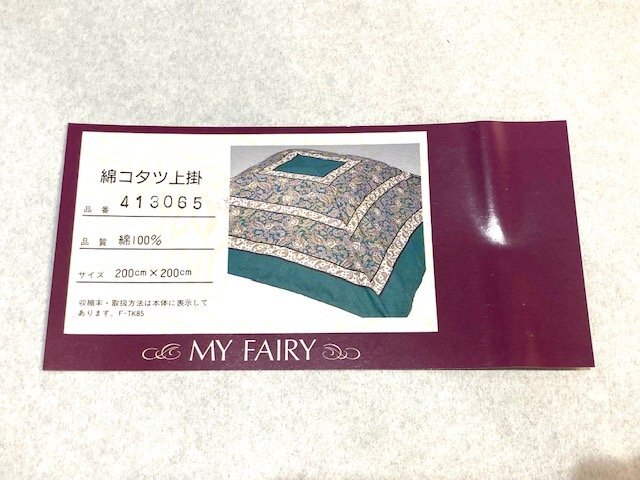 綿コタツ上掛
品番 413065
品質 綿100%
サイズ 200cm×200cm
収縮率・取扱方法は本体に表示して
あります。F-TK85
MY FAIRY